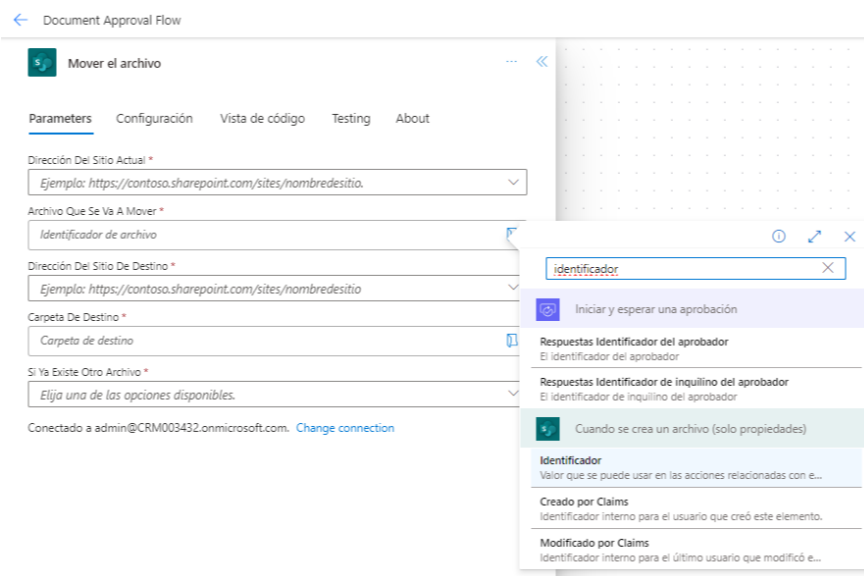 Document Approval Flow
Mover el archivo
Parameters Configuración Vista de código Testing About
Dirección Del Sitio Actual *
Ejemplo: https://contoso.sharepoint.com/sites/nombredesitio.
Archivo Que Se Va A Mover *
Identificador de archivo
Dirección Del Sitio De Destino *
Ejemplo: https://contoso.sharepoint.com/sites/nombredesitio
Carpeta De Destino *
Carpeta de destino
Si Ya Existe Otro Archivo *
Elija una de las opciones disponibles.
Conectado a admin@CRM003432.onmicrosoft.com. Change connection
identificador
Iniciar y esperar una aprobación
Respuestas Identificador del aprobador
El identificador del aprobador
Respuestas Identificador de inquilino del aprobador
El identificador de inquilino del aprobador
Cuando se crea un archivo (solo propiedades)
Identificador
Valor que se puede usar en las acciones relacionadas con e...
Creado por Claims
Identificador interno para el usuario que creó este elemento.
Modificado por Claims
Identificador interno para el último usuario que modificó e...